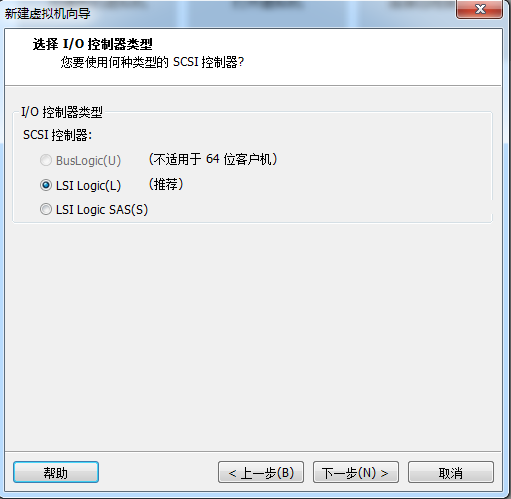 新建虚拟机向导
选择 I/O 控制器类型
您要使用何种类型的 SCSI 控制器?
I/O 控制器类型
SCSI 控制器:
BusLogic(U) （不适用于 64 位客户机）
LSI Logic(L) （推荐）
LSI Logic SAS(S)
帮助 < 上一步(B) 下一步(N) > 取消